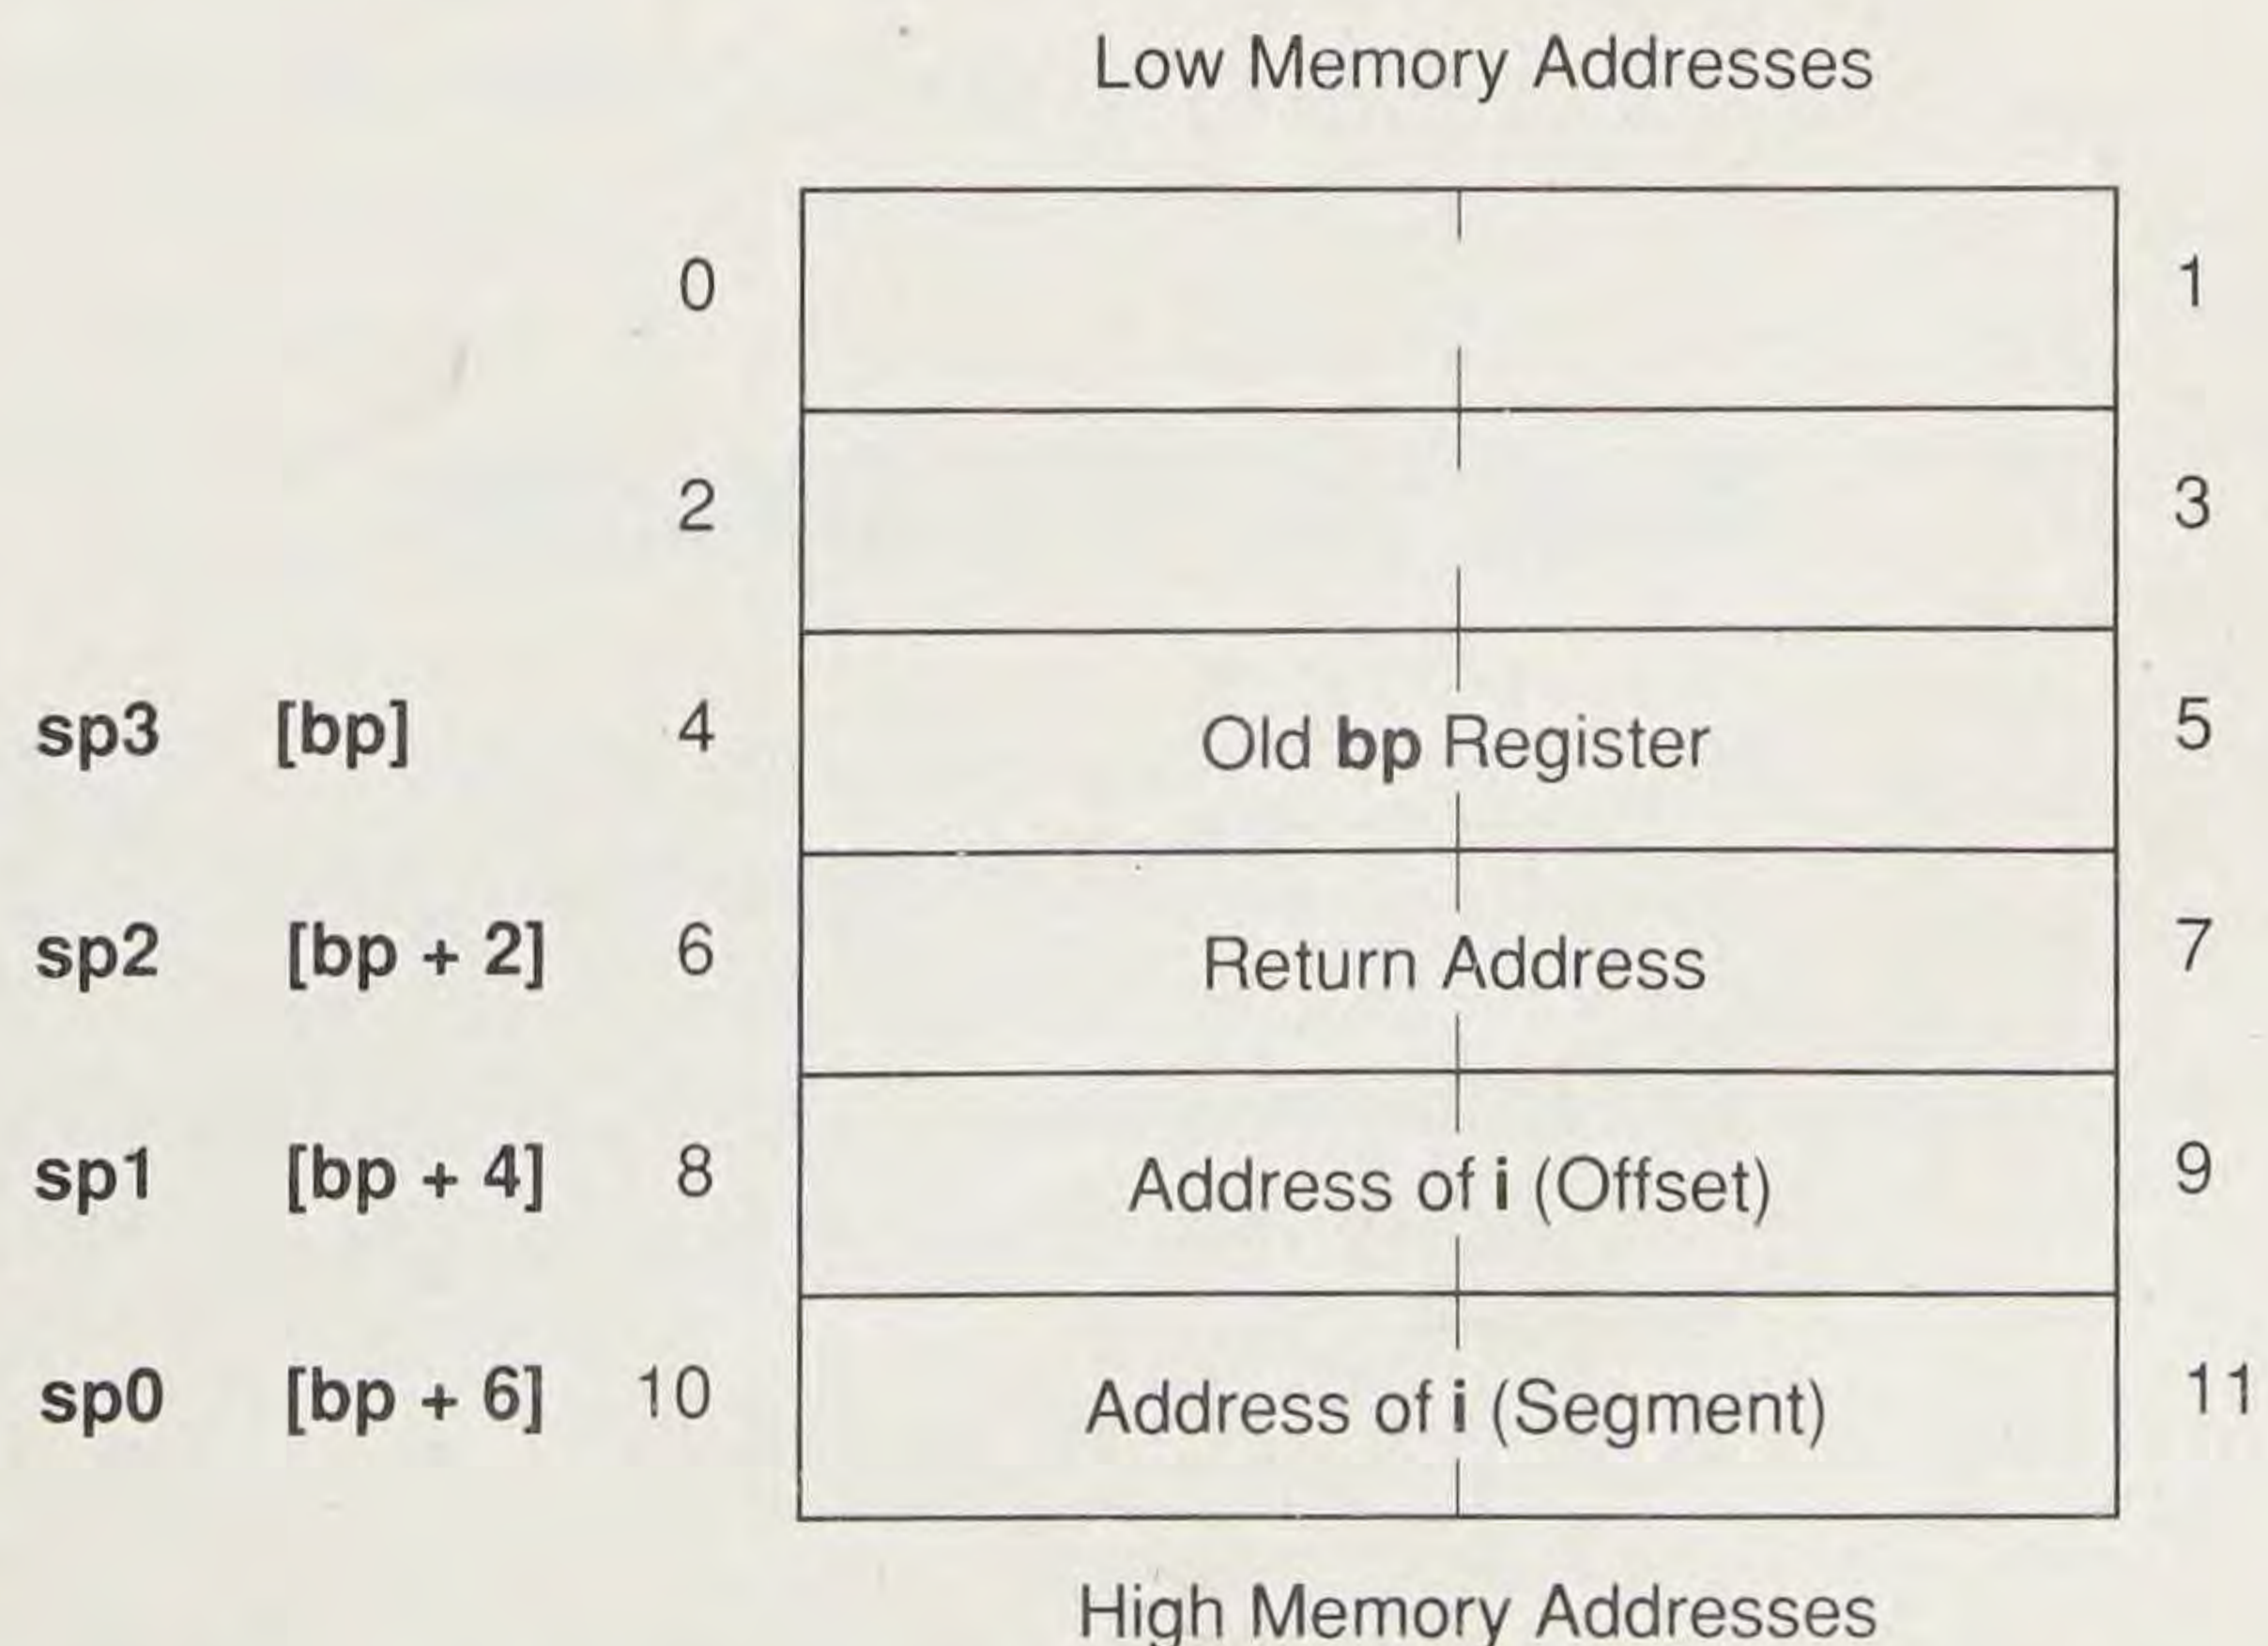 Low Memory Addresses
0 1
2 3
sp3 [bp] 4 Old bp Register 5
sp2 [bp + 2] 6 Return Address 7
sp1 [bp + 4] 8 Address of i (Offset) 9
sp0 [bp + 6] 10 Address of i (Segment) 11
High Memory Addresses